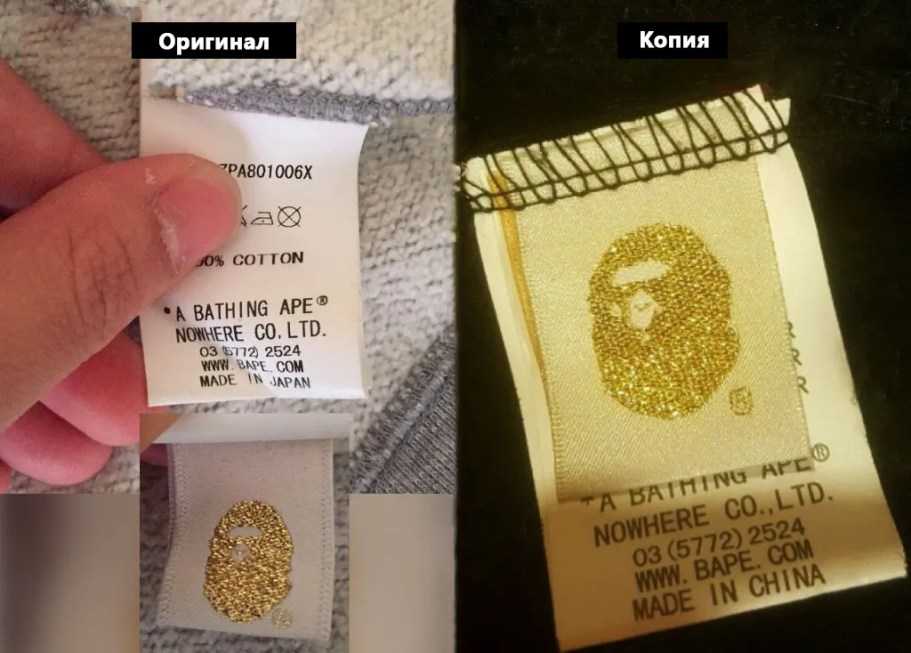 Оригинал
ZPA801006X
00% COTTON
*A BATHING APE®
NOWHERE CO. LTD.
03 (5772) 2524
WWW. BAPE. COM
MADE IN JAPAN
®
Копия
®
R
R
*A BATHING APE®
NOWHERE CO.,LTD.
03 (5772) 2524
WWW. BAPE. COM
MADE IN CHINA